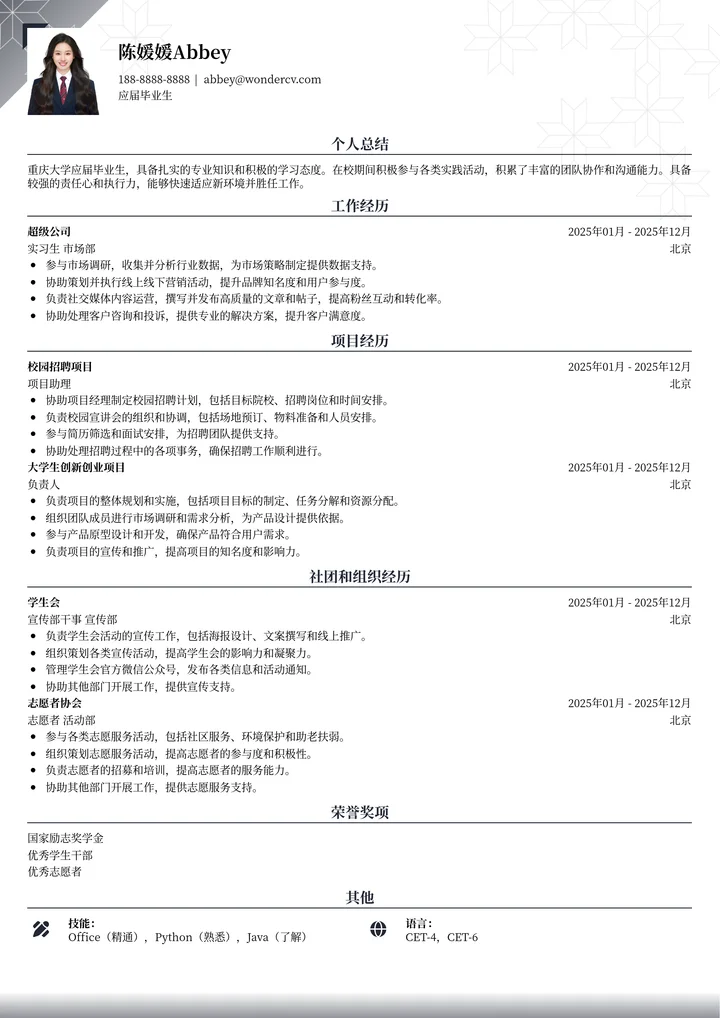 陈媛媛Abbey
188-8888-8888 | abbey@wondercv.com
应届毕业生
个人总结
重庆大学应届毕业生，具备扎实的专业知识和积极的学习态度。在校期间积极参与各类实践活动，积累了丰富的团队协作和沟通能力。具备
较强的责任心和执行力，能够快速适应新环境并胜任工作。
工作经历
超级公司 2025年01月 - 2025年12月
实习生 市场部 北京
• 参与市场调研，收集并分析行业数据，为市场策略制定提供数据支持。
• 协助策划并执行线上线下营销活动，提升品牌知名度和用户参与度。
• 负责社交媒体内容运营，撰写并发布高质量的文章和帖子，提高粉丝互动和转化率。
• 协助处理客户咨询和投诉，提供专业的解决方案，提升客户满意度。
项目经历
校园招聘项目 2025年01月 - 2025年12月
项目助理 北京
• 协助项目经理制定校园招聘计划，包括目标院校、招聘岗位和时间安排。
• 负责校园宣讲会的组织和协调，包括场地预订、物料准备和人员安排。
• 参与简历筛选和面试安排，为招聘团队提供支持。
• 协助处理招聘过程中的各项事务，确保招聘工作顺利进行。
大学生创新创业项目 2025年01月 - 2025年12月
负责人 北京
• 负责项目的整体规划和实施，包括项目目标的制定、任务分解和资源分配。
• 组织团队成员进行市场调研和需求分析，为产品设计提供依据。
• 参与产品原型设计和开发，确保产品符合用户需求。
• 负责项目的宣传和推广，提高项目的知名度和影响力。
社团和组织经历
学生会 2025年01月 - 2025年12月
宣传部干事 宣传部 北京
• 负责学生会活动的宣传工作，包括海报设计、文案撰写和线上推广。
• 组织策划各类宣传活动，提高学生会的影响力和凝聚力。
• 管理学生会官方微信公众号，发布各类信息和活动通知。
• 协助其他部门开展工作，提供宣传支持。
志愿者协会 2025年01月 - 2025年12月
志愿者 活动部 北京
• 参与各类志愿服务活动，包括社区服务、环境保护和助老扶弱。
• 组织策划志愿服务活动，提高志愿者的参与度和积极性。
• 负责志愿者的招募和培训，提高志愿者的服务能力。
• 协助其他部门开展工作，提供志愿服务支持。
荣誉奖项
国家励志奖学金
优秀学生干部
优秀志愿者
其他
技能：
Office（精通），Python（熟悉），Java（了解）
语言：
CET-4，CET-6